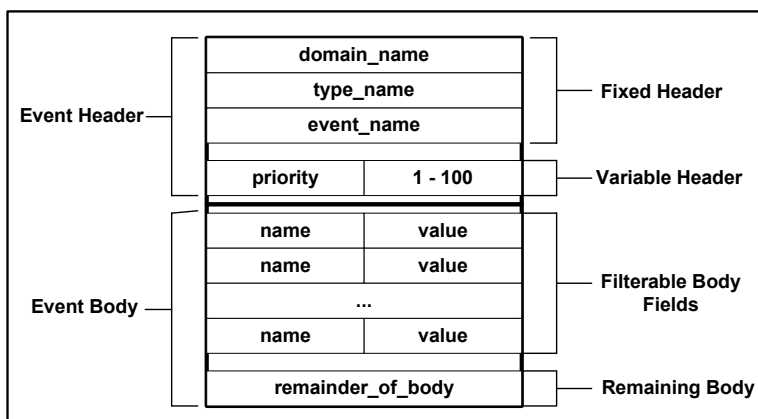 domain_name
type_name
Event Header
Fixed Header
event_name
priority 1 - 100
Variable Header
name value
name value
Event Body
...
Filterable Body
Fields
name value
remainder_of_body
Remaining Body